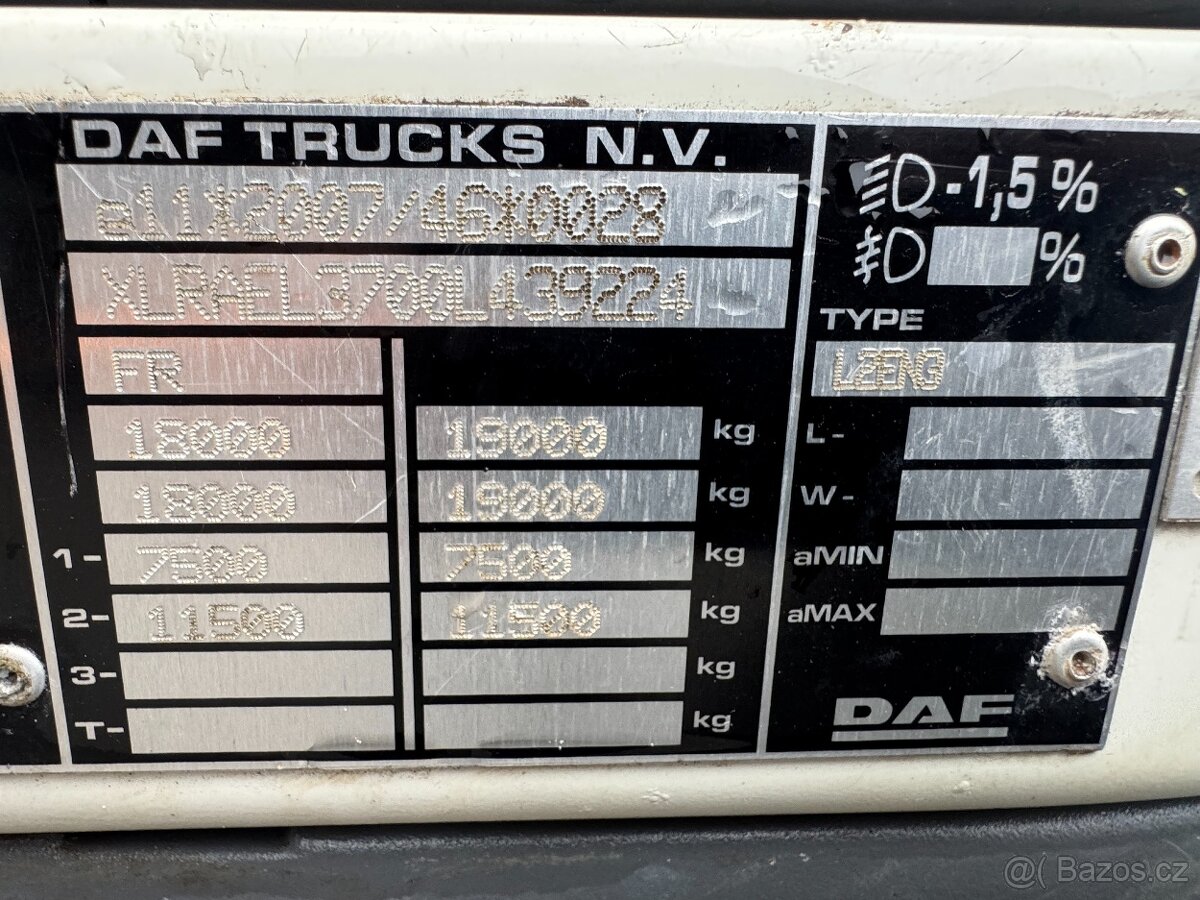 DAF TRUCKS N.V.
e11*2007/46*0028
XLRAEL3700L439224
FR
18000 19000 kg
18000 19000 kg
1- 7500 7500 kg
2- 11500 11500 kg
3- kg
T- kg
-1,5%
%
TYPE
L2EN3
L-
W-
aMIN
aMAX
DAF
@( Bazos.cz